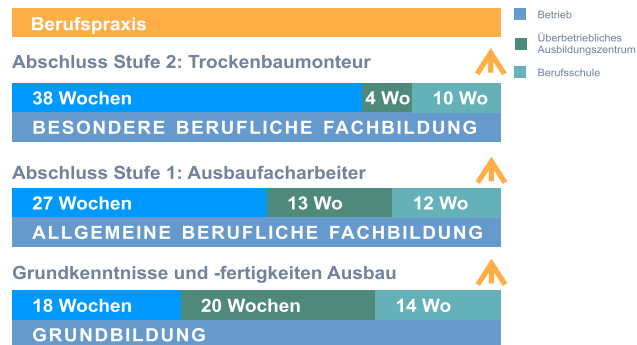 Berufspraxis
Betrieb
Überbetriebliches
Ausbildungszentrum
Berufsschule
Abschluss Stufe 2: Trockenbaumonteur
38 Wochen 4 Wo 10 Wo
BESONDERE BERUFLICHE FACHBILDUNG
Abschluss Stufe 1: Ausbaufacharbeiter
27 Wochen 13 Wo 12 Wo
ALLGEMEINE BERUFLICHE FACHBILDUNG
Grundkenntnisse und -fertigkeiten Ausbau
18 Wochen 20 Wochen 14 Wo
GRUNDBILDUNG